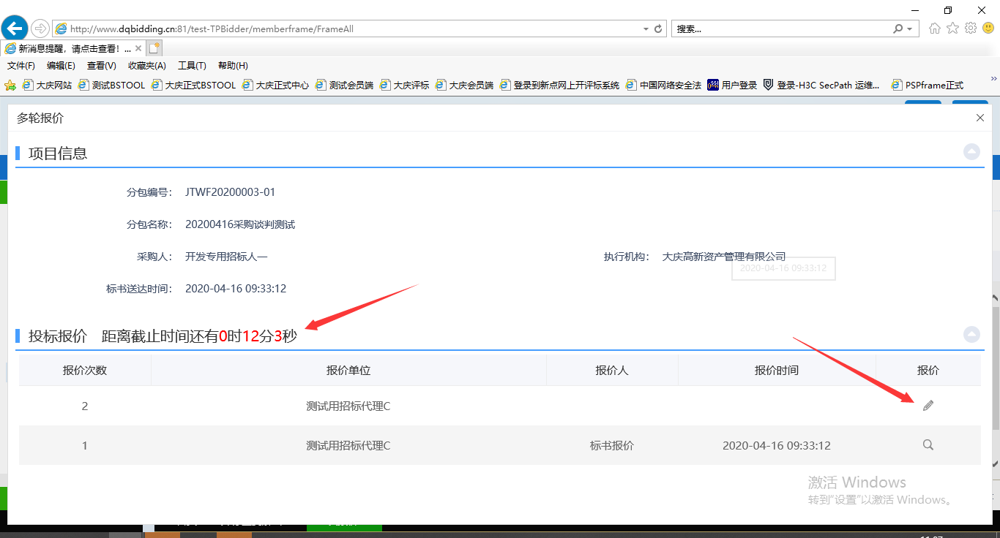 http://www.dqbidding.cn:81/test-TPBidder/memberframe/FrameAll
搜索...
新消息提醒，请点击查看！...
文件(F) 编辑(E) 查看(V) 收藏夹(A) 工具(T) 帮助(H)
大庆网站 测试BSTOOL 大庆正式BSTOOL 大庆正式中心 测试会员端 大庆评标 大庆会员端 登录到新点网上开评标系统 中国网络安全法 用户登录 登录-H3C SecPath 运维... PSPframe正式
多轮报价
项目信息
分包编号： JTWF20200003-01
分包名称： 20200416采购谈判测试
采购人： 开发专用招标人一 执行机构： 大庆高新资产管理有限公司
2020-04-16 09:33:12
标书送达时间： 2020-04-16 09:33:12
投标报价 距离截止时间还有0时12分3秒
报价次数 报价单位 报价人 报价时间 报价
2 测试用招标代理C
1 测试用招标代理C 标书报价 2020-04-16 09:33:12
激活 Windows
转到"设置"以激活 Windows。